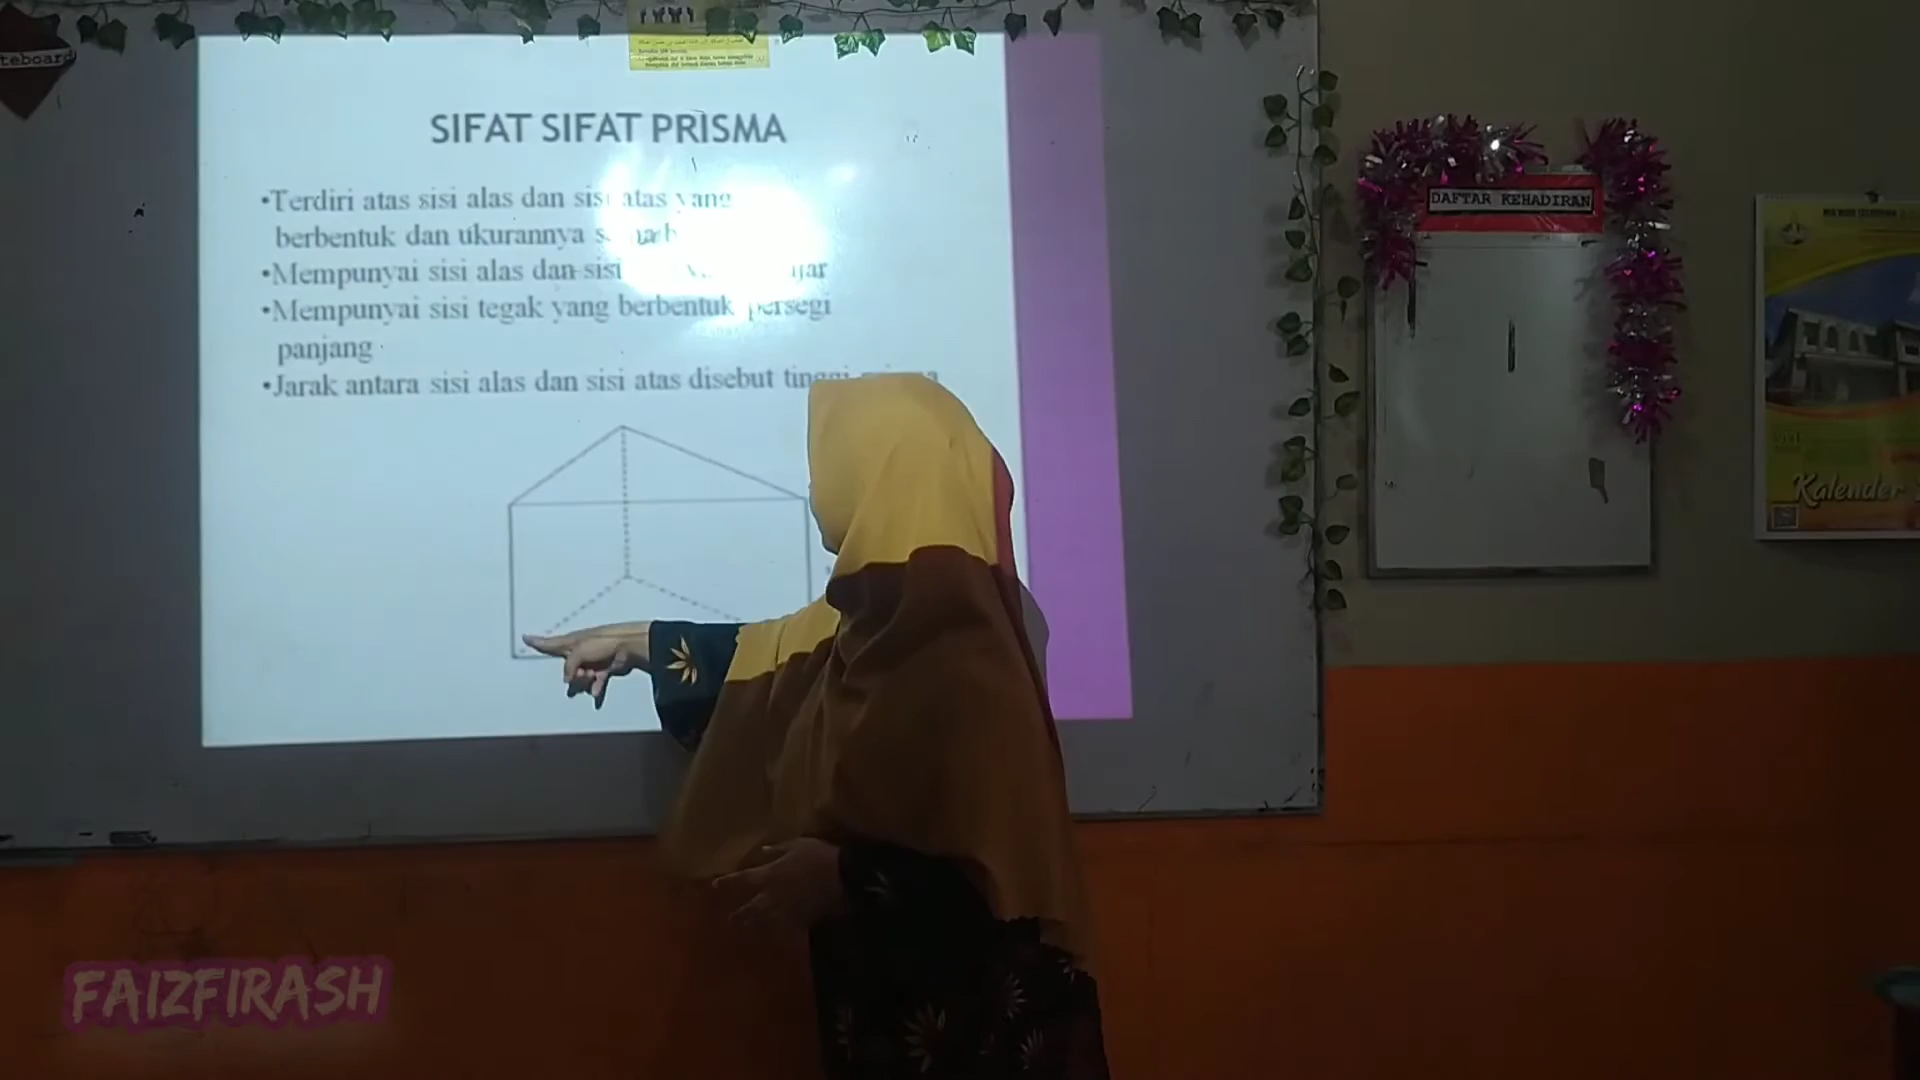 teboard
SIFAT SIFAT PRISMA
•Terdiri atas sisi alas dan sisi atas yang
berbentuk dan ukurannya
•Mempunyai sisi alas dan sisi
•Mempunyai sisi tegak yang berbentuk persegi
panjang
•Jarak antara sisi alas dan sisi atas disebut tinggi
DAFTAR KEHADIRAN
Kalender
FAIZFIRASH